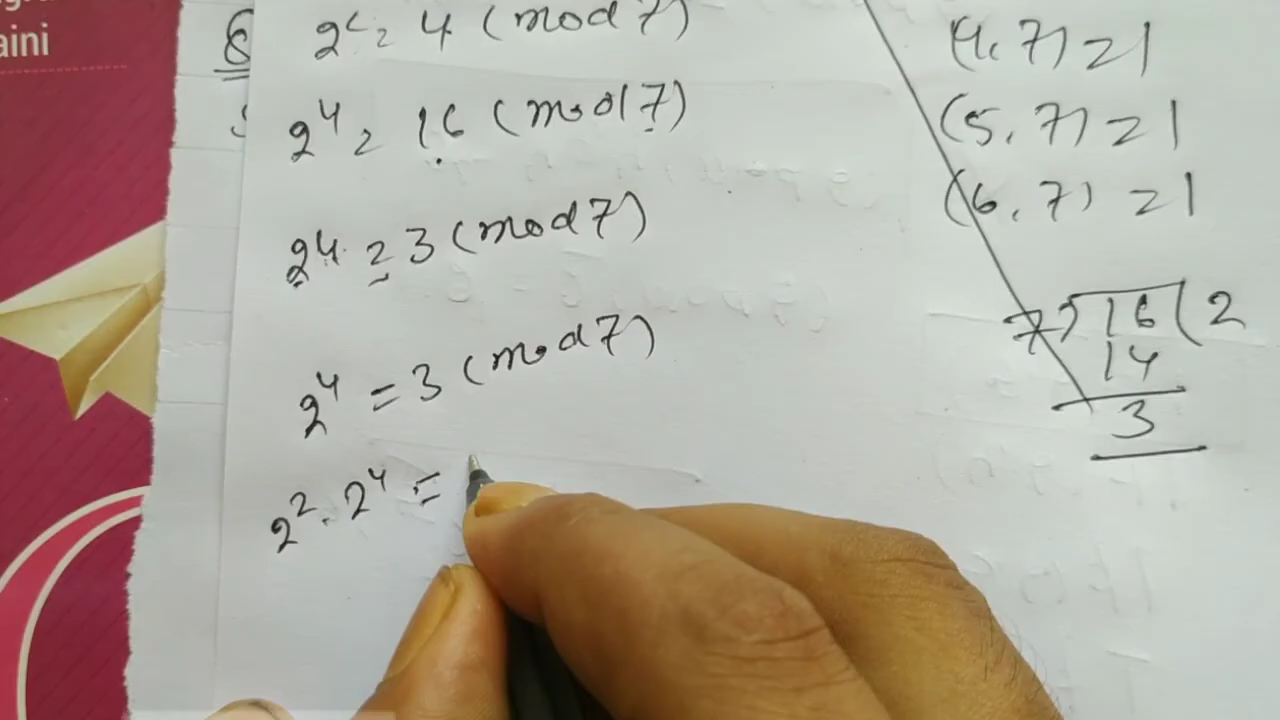 aini
2² = 4 (mod 7)
2⁴ = 16 (mod 7)
2⁴ = 3 (mod 7)
2⁴ = 3 (mod 7)
2² . 2⁴ =
(4, 7) = 1
(5, 7) = 1
(6, 7) = 1
7) 16 ( 2
14
3